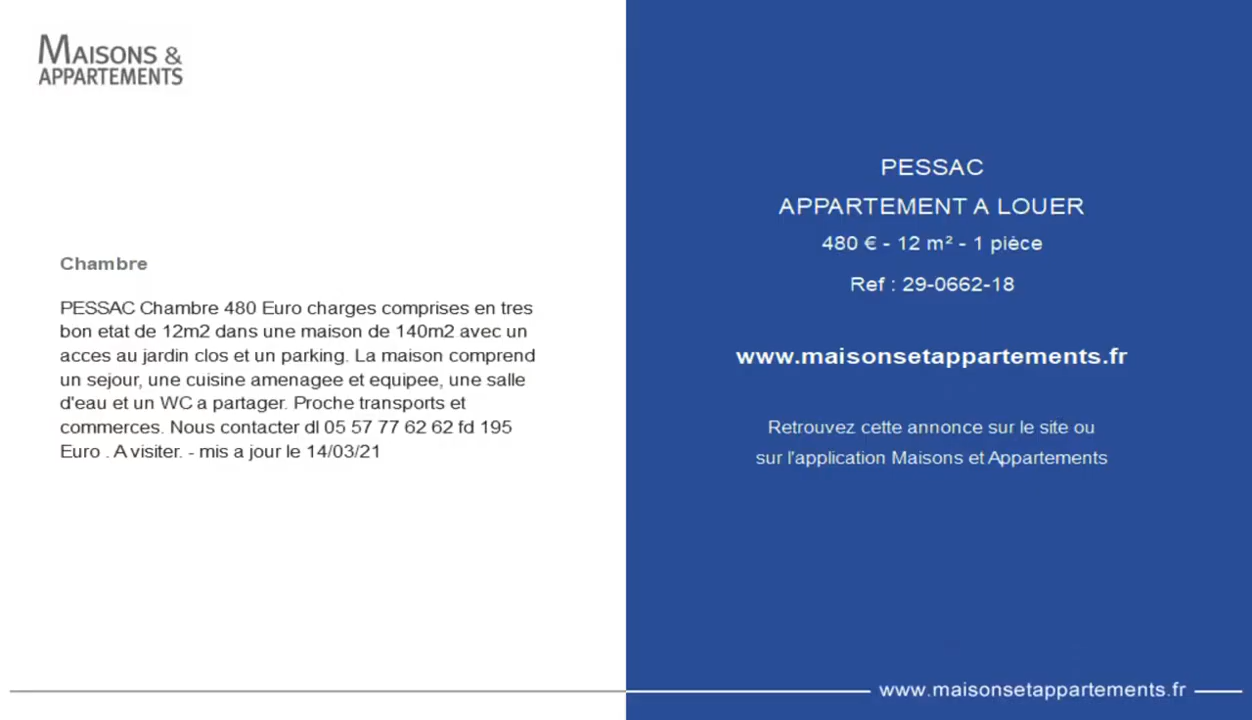 MAISONS &
APPARTEMENTS
Chambre
PESSAC Chambre 480 Euro charges comprises en tres
bon etat de 12m2 dans une maison de 140m2 avec un
acces au jardin clos et un parking. La maison comprend
un sejour, une cuisine amenagee et equipee, une salle
d'eau et un WC a partager. Proche transports et
commerces. Nous contacter dl 05 57 77 62 62 fd 195
Euro . A visiter. - mis a jour le 14/03/21
PESSAC
APPARTEMENT A LOUER
480 € - 12 m² - 1 pièce
Ref : 29-0662-18
www.maisonsetappartements.fr
Retrouvez cette annonce sur le site ou
sur l'application Maisons et Appartements
www.maisonsetappartements.fr